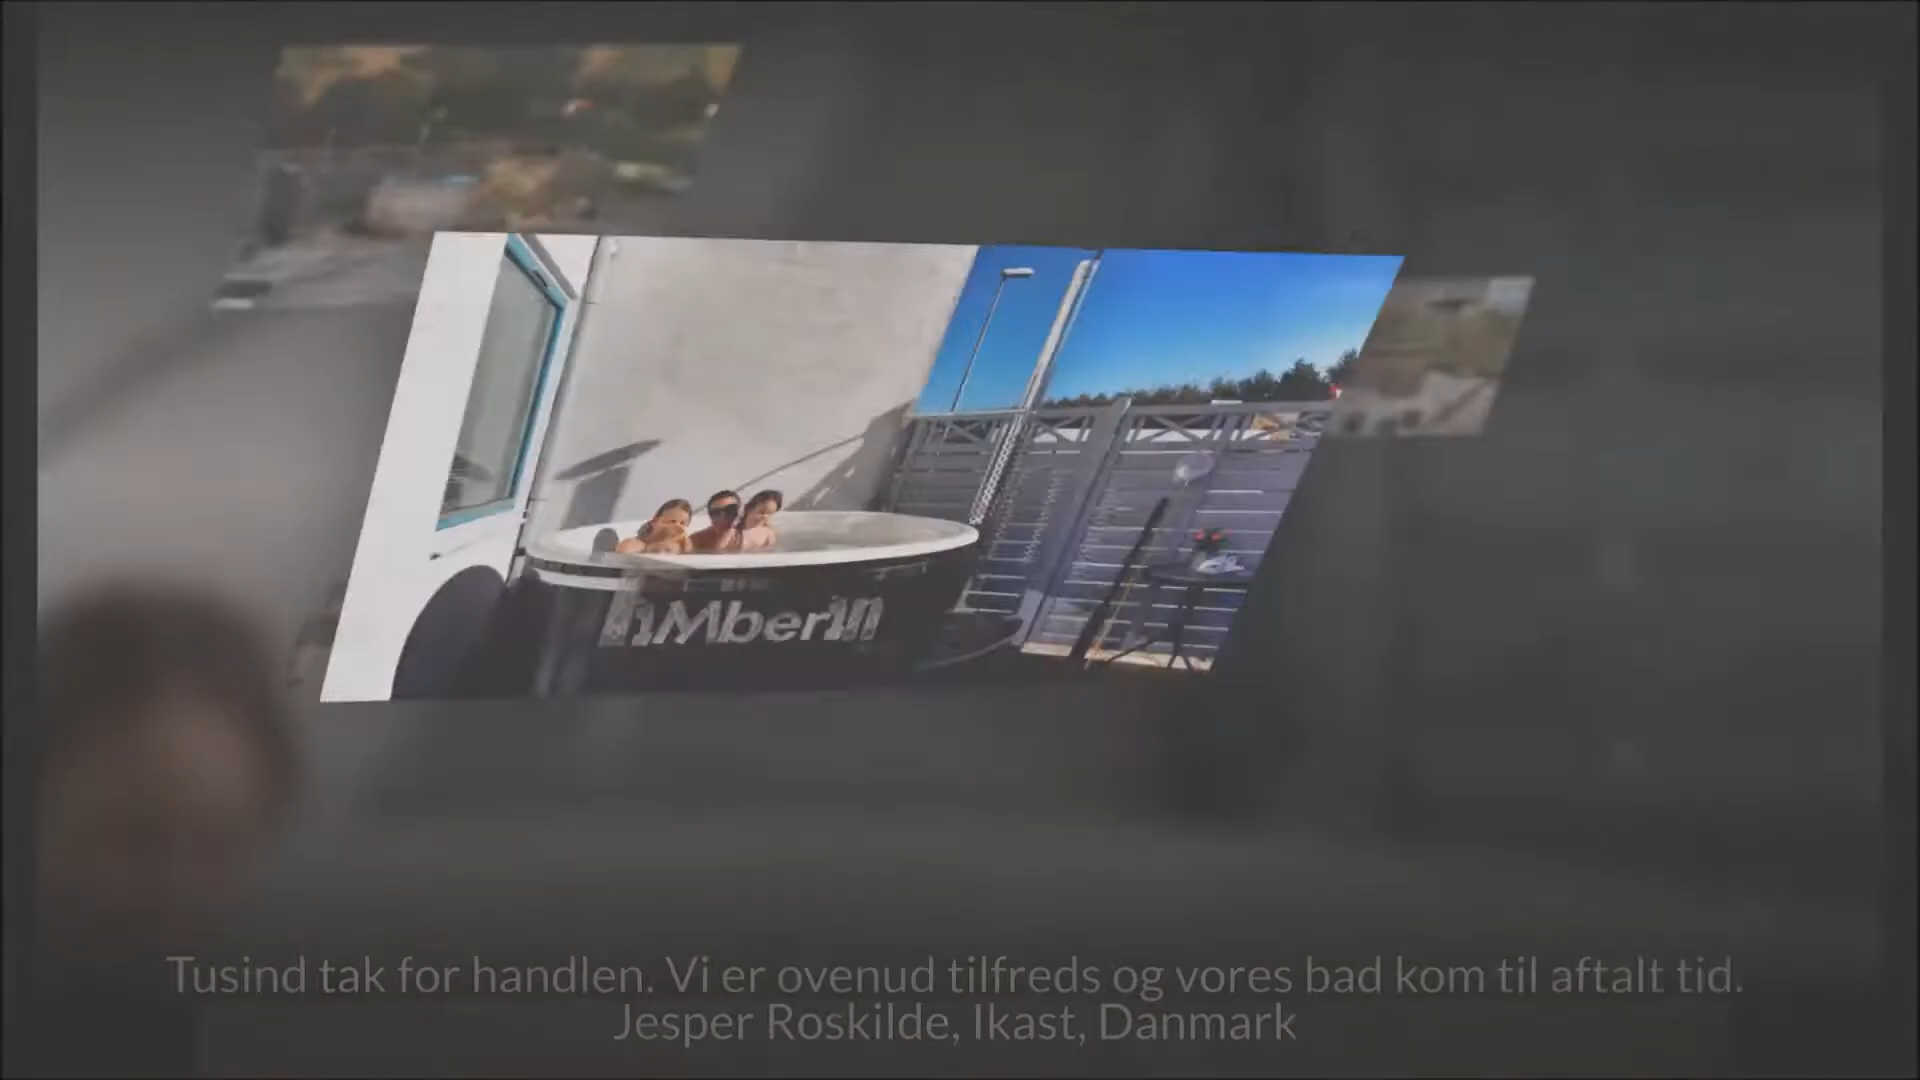 Tusind tak for handlen. Vi er ovenud tilfreds og vores bad kom til aftalt tid.
Jesper Roskilde, Ikast, Danmark